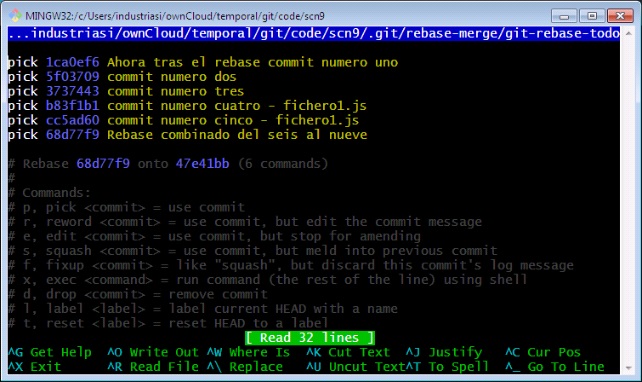 MINGW32:/c/Users/industriasi/ownCloud/temporal/git/code/scn9
...industriasi/ownCloud/temporal/git/code/scn9/.git/rebase-merge/git-rebase-todo
pick 1ca0ef6 Ahora tras el rebase commit numero uno
pick 5f03709 commit numero dos
pick 3737443 commit numero tres
pick b83f1b1 commit numero cuatro - fichero1.js
pick cc5ad60 commit numero cinco - fichero1.js
pick 68d77f9 Rebase combinado del seis al nueve
# Rebase 68d77f9 onto 47e41bb (6 commands)
#
# Commands:
# p, pick <commit> = use commit
# r, reword <commit> = use commit, but edit the commit message
# e, edit <commit> = use commit, but stop for amending
# s, squash <commit> = use commit, but meld into previous commit
# f, fixup <commit> = like "squash", but discard this commit's log message
# x, exec <command> = run command (the rest of the line) using shell
# d, drop <commit> = remove commit
# l, label <label> = label current HEAD with a name
# t, reset <label> = reset HEAD to a label
[ Read 32 lines ]
^G Get Help ^O Write Out ^W Where Is ^K Cut Text ^J Justify ^C Cur Pos
^X Exit ^R Read File ^\ Replace ^U Uncut Text ^T To Spell ^_ Go To Line